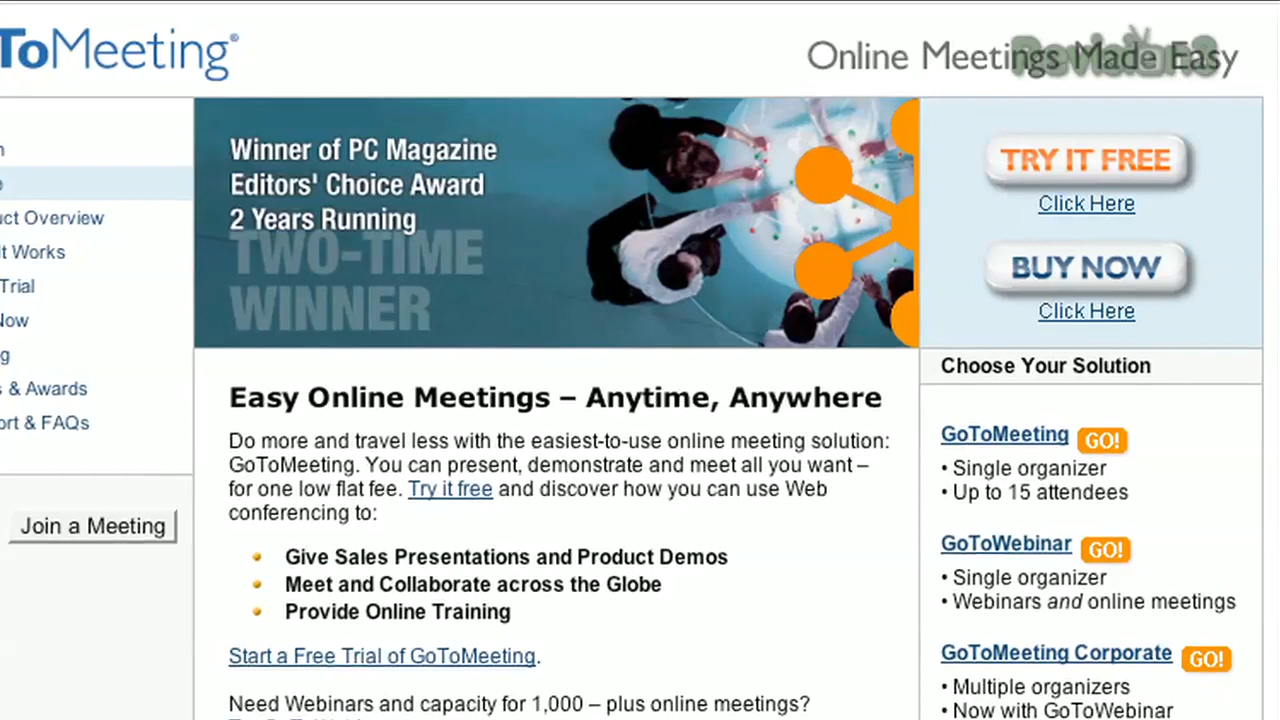 ToMeeting®
Online Meetings Made Easy
Revision3
Winner of PC Magazine
Editors' Choice Award
2 Years Running
TWO-TIME
WINNER
TRY IT FREE
Click Here
BUY NOW
Click Here
uct Overview
t Works
Trial
Now
g
s & Awards
ort & FAQs
Join a Meeting
Easy Online Meetings – Anytime, Anywhere
Do more and travel less with the easiest-to-use online meeting solution:
GoToMeeting. You can present, demonstrate and meet all you want –
for one low flat fee. Try it free and discover how you can use Web
conferencing to:
• Give Sales Presentations and Product Demos
• Meet and Collaborate across the Globe
• Provide Online Training
Start a Free Trial of GoToMeeting.
Need Webinars and capacity for 1,000 – plus online meetings?
Choose Your Solution
GoToMeeting GO!
• Single organizer
• Up to 15 attendees
GoToWebinar GO!
• Single organizer
• Webinars and online meetings
GoToMeeting Corporate GO!
• Multiple organizers
• Now with GoToWebinar